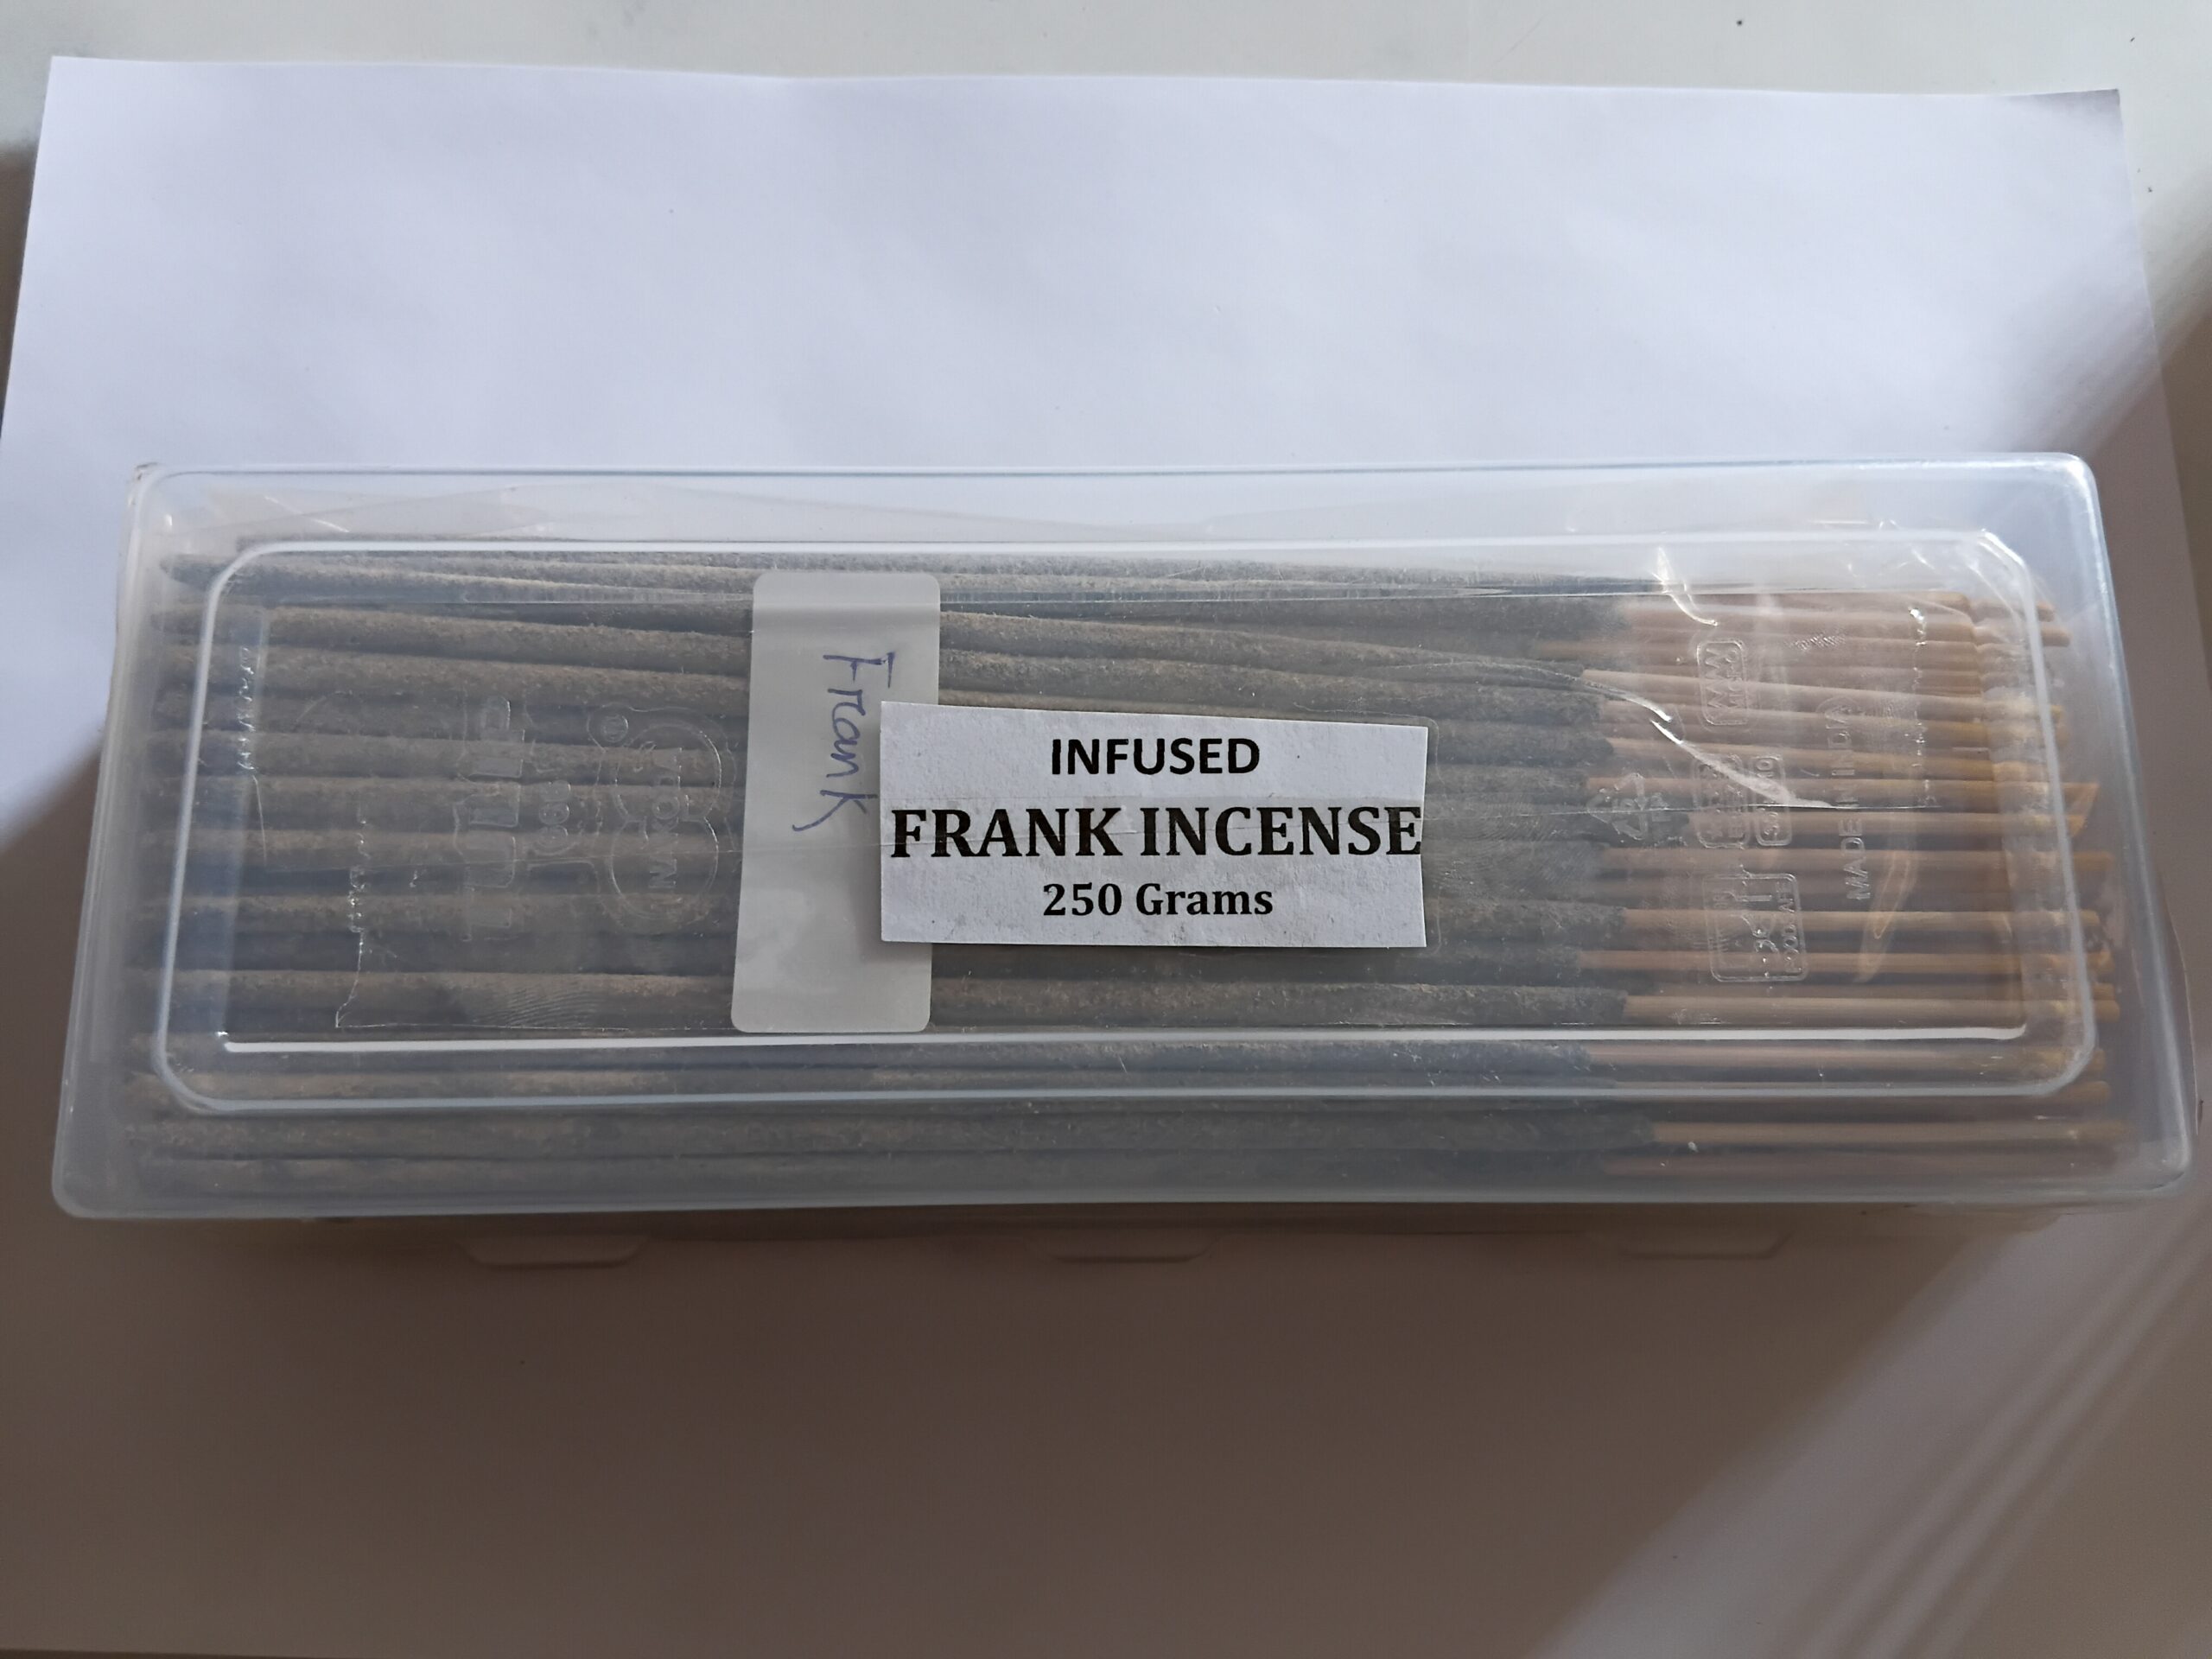 Frank
INFUSED
FRANK INCENSE
250 Grams
MADE IN INDIA